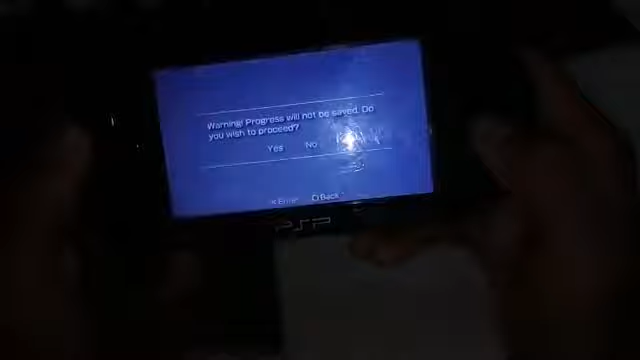 Warning! Progress will not be saved. Do
you wish to proceed?
Yes No
Enter Back
PSP